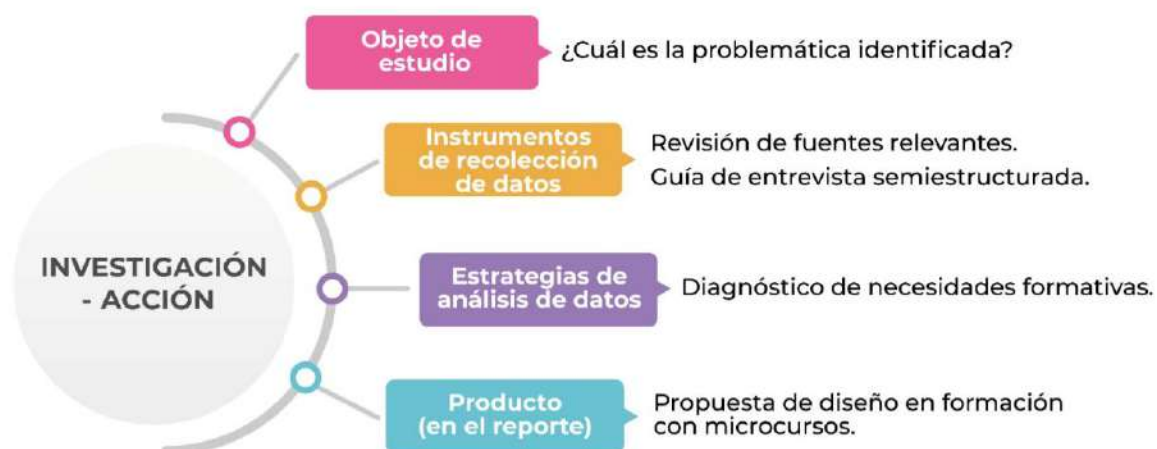 Objeto de
estudio
¿Cuál es la problemática identificada?
Instrumentos
de recolección
de datos
Revisión de fuentes relevantes.
Guía de entrevista semiestructurada.
INVESTIGACIÓN
- ACCIÓN
Estrategias de
análisis de datos
Diagnóstico de necesidades formativas.
Producto
(en el reporte)
Propuesta de diseño en formación
con microcursos.